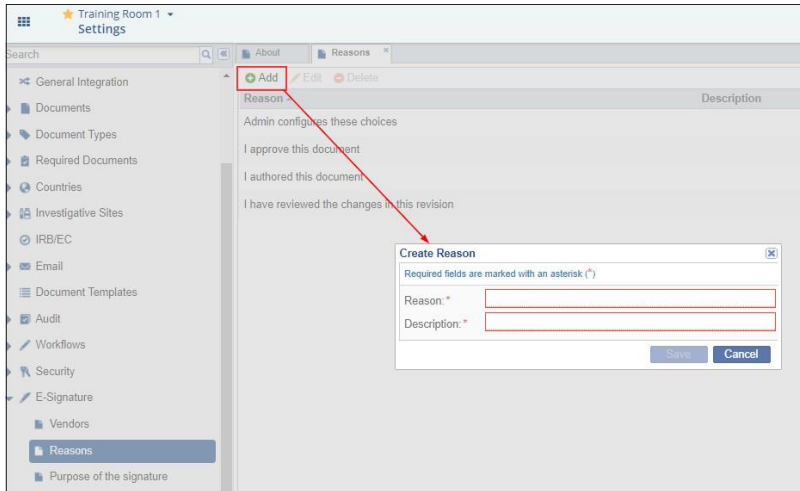 Training Room 1
Settings
Search
About
Reasons
General Integration
Documents
Document Types
Required Documents
Countries
Investigative Sites
IRB/EC
Email
Document Templates
Audit
Workflows
Security
E-Signature
Vendors
Reasons
Purpose of the signature
Add Edit Delete
Reason Description
Admin configures these choices
I approve this document
I authored this document
I have reviewed the changes in this revision
Create Reason
Required fields are marked with an asterisk (*)
Reason:*
Description:*
Save Cancel